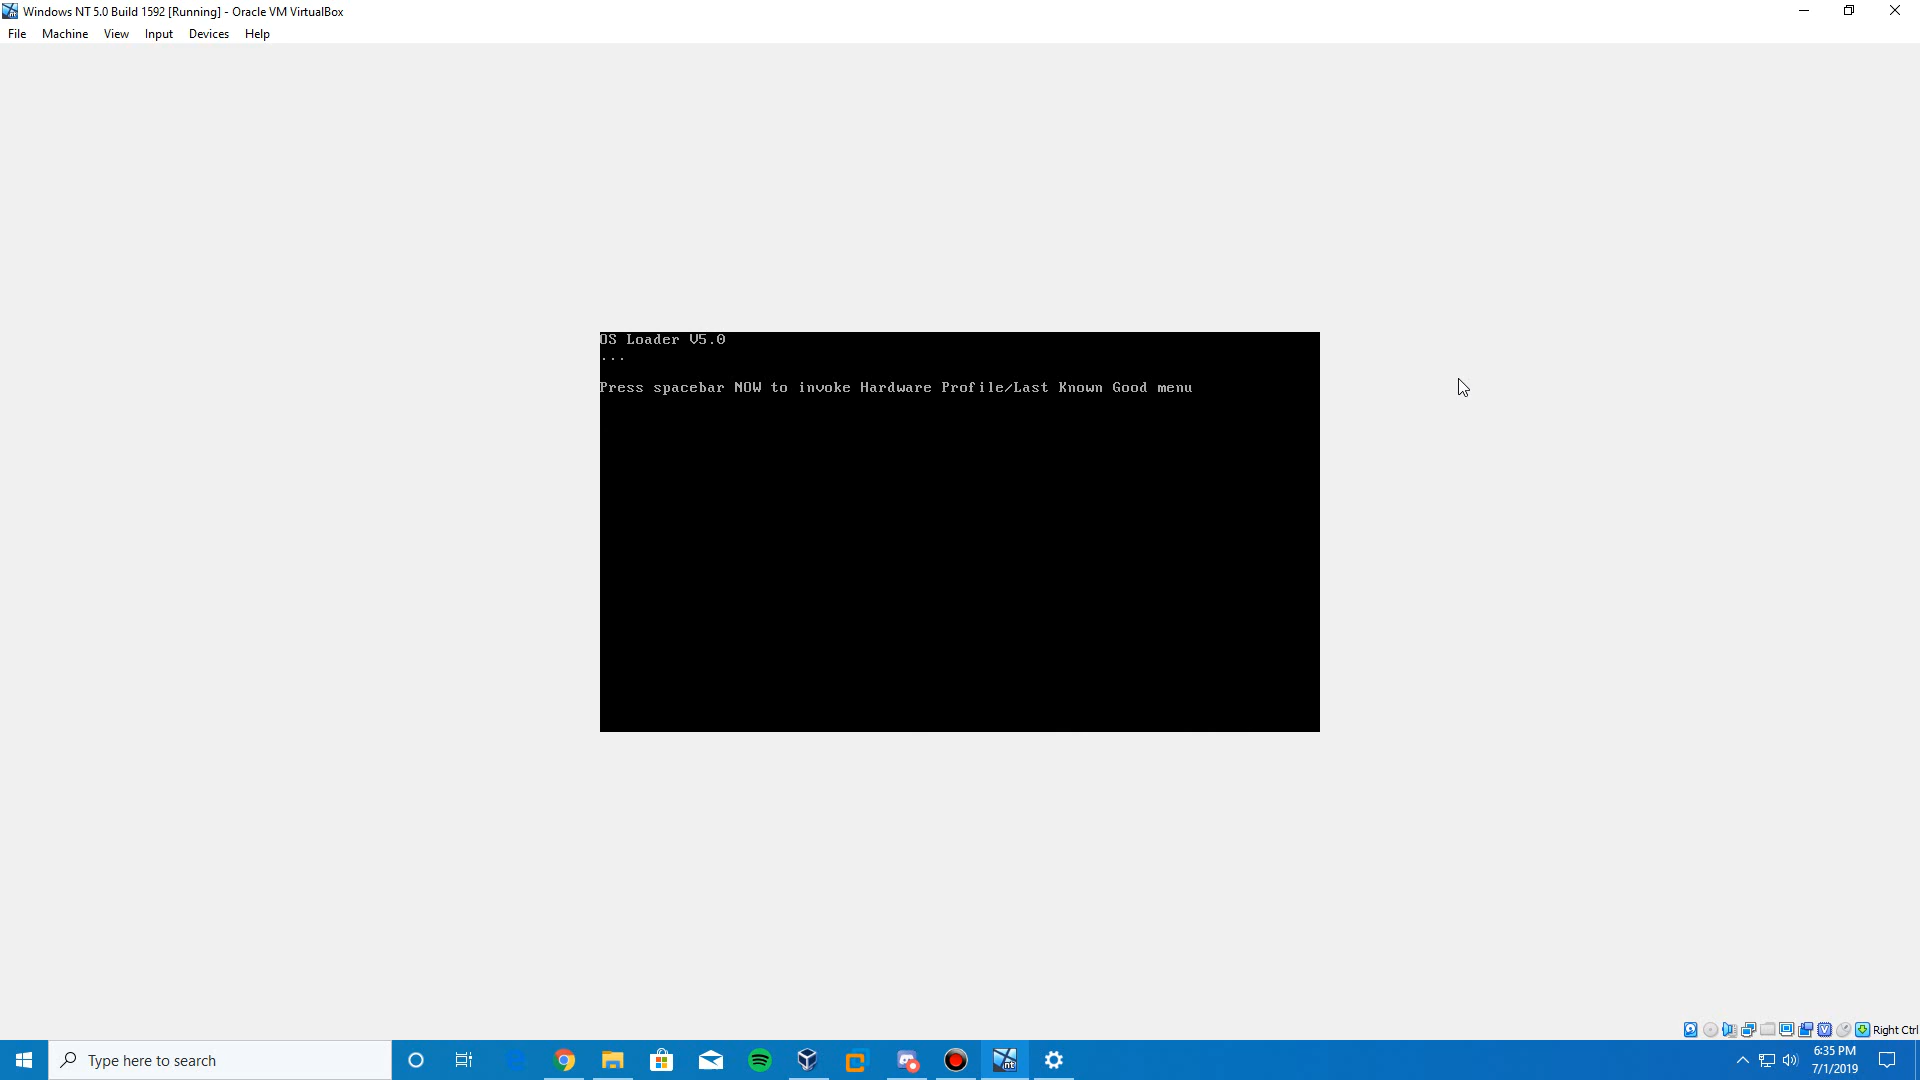 Windows NT 5.0 Build 1592 [Running] - Oracle VM VirtualBox
File Machine View Input Devices Help
OS Loader V5.0
...
Press spacebar NOW to invoke Hardware Profile/Last Known Good menu
Right Ctrl
Type here to search
nt
6:35 PM
7/1/2019